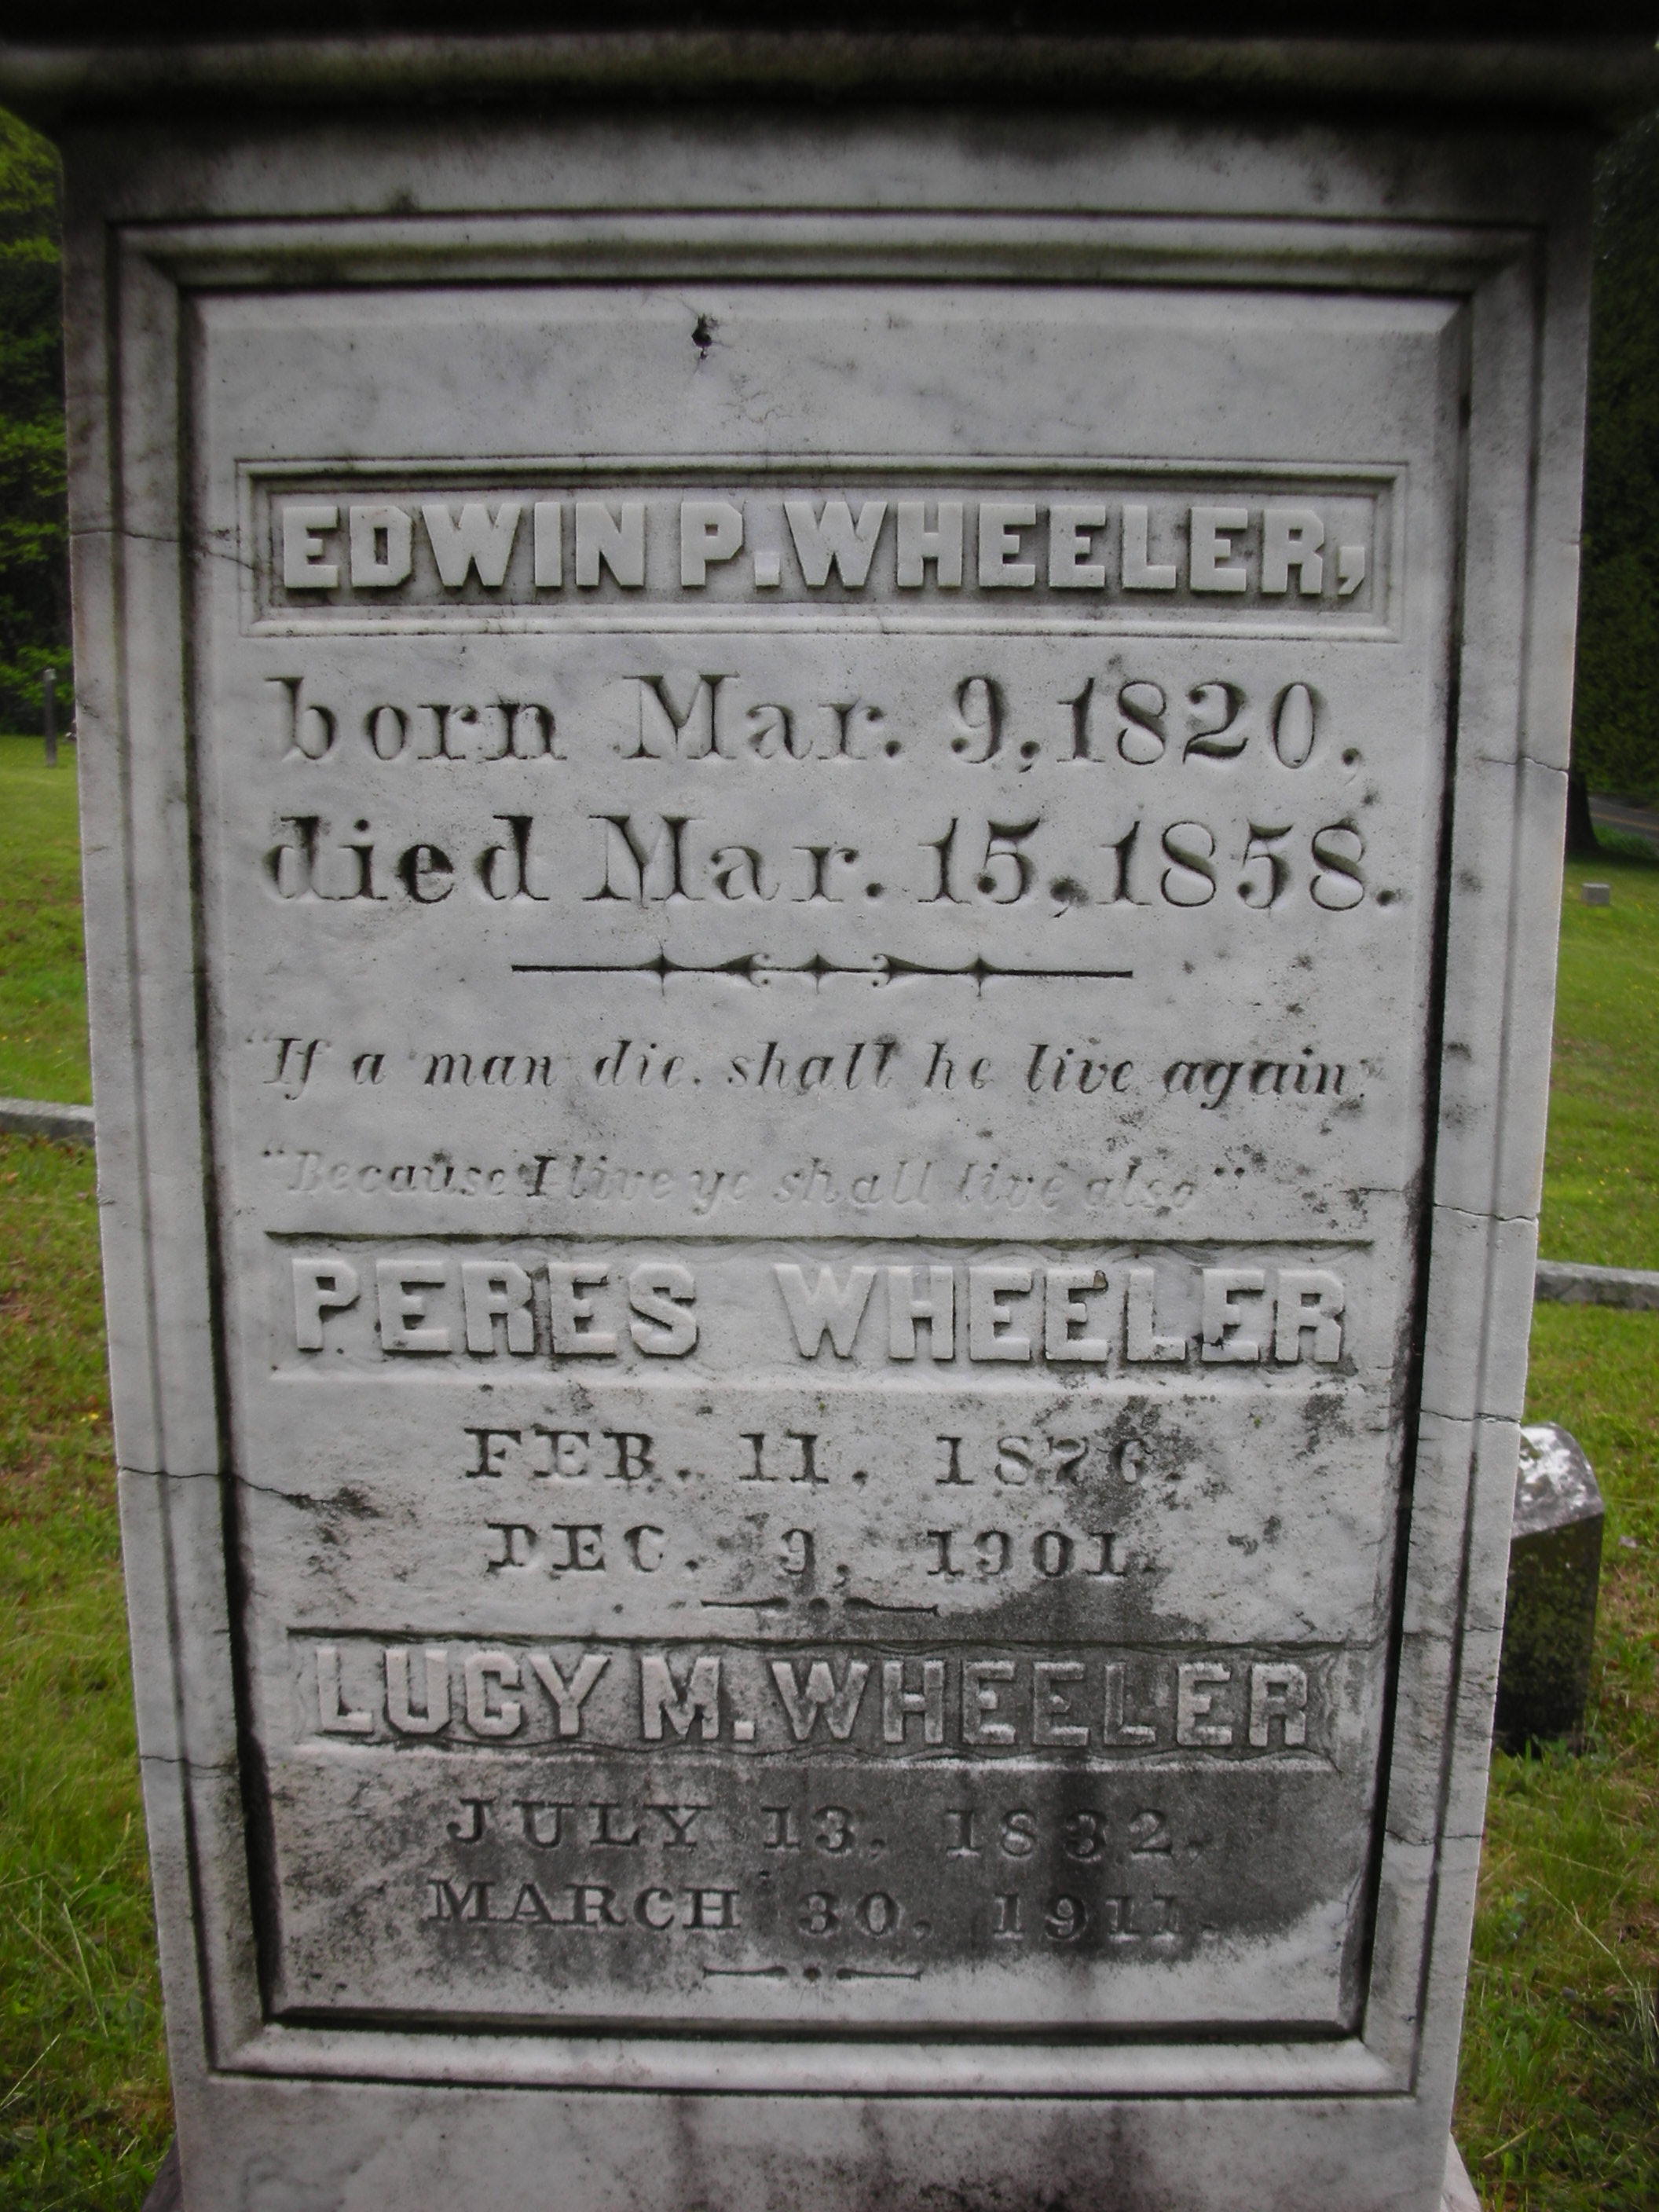 EDWIN P. WHEELER,
born Mar. 9, 1820,
died Mar. 15, 1858.
"If a man die, shall he live again?
"Because I live ye shall live also"
PERES WHEELER
FEB. 11, 1876.
DEC. 9, 1901.
LUCY M. WHEELER
JULY 13, 1832.
MARCH 30, 1911.